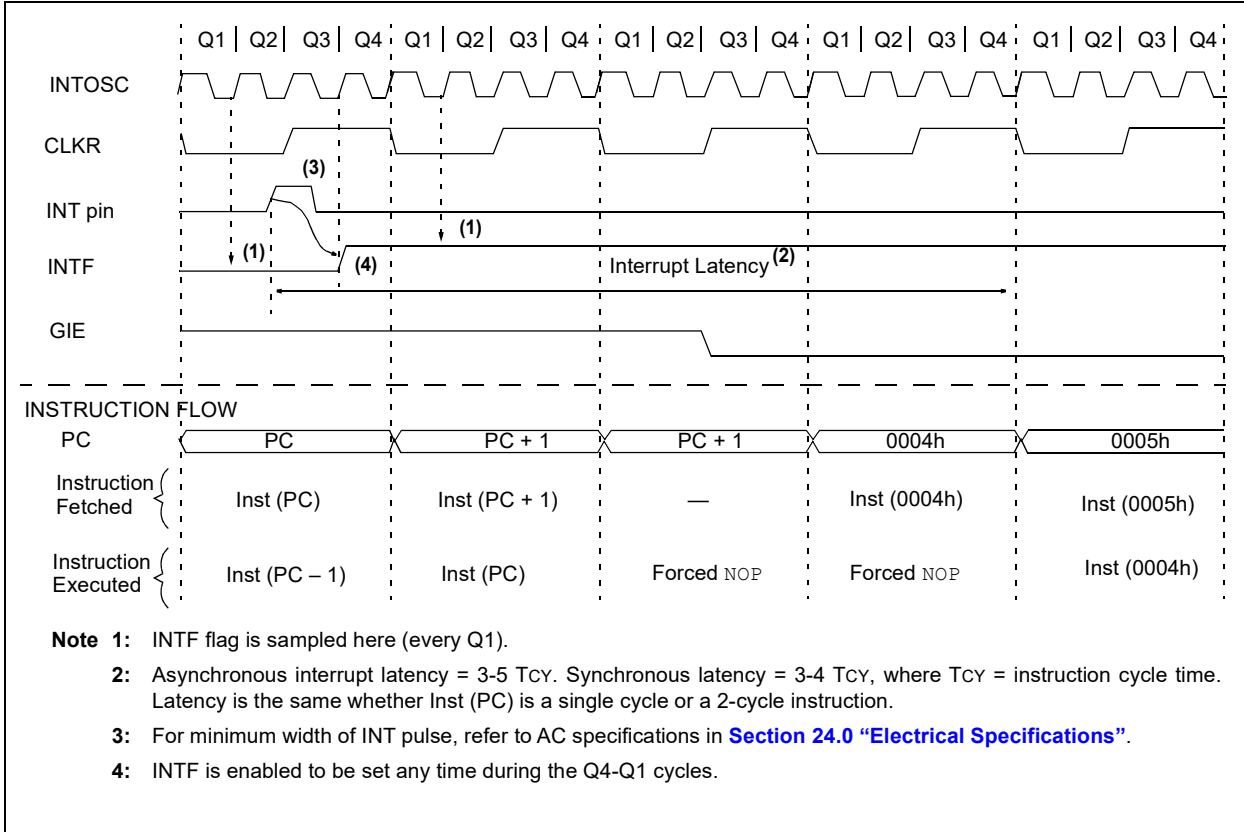 Q1 | Q2 | Q3 | Q4 Q1 | Q2 | Q3 | Q4 Q1 | Q2 | Q3 | Q4 Q1 | Q2 | Q3 | Q4 Q1 | Q2 | Q3 | Q4
INTOSC
CLKR
(3)
INT pin
(1) (1)
INTF (4) Interrupt Latency(2)
GIE
INSTRUCTION FLOW
PC PC PC + 1 PC + 1 0004h 0005h
Instruction
Fetched Inst (PC) Inst (PC + 1) — Inst (0004h) Inst (0005h)
Instruction
Executed Inst (PC – 1) Inst (PC) Forced NOP Forced NOP Inst (0004h)
Note 1: INTF flag is sampled here (every Q1).
2: Asynchronous interrupt latency = 3-5 TCY. Synchronous latency = 3-4 TCY, where TCY = instruction cycle time.
Latency is the same whether Inst (PC) is a single cycle or a 2-cycle instruction.
3: For minimum width of INT pulse, refer to AC specifications in Section 24.0 “Electrical Specifications”.
4: INTF is enabled to be set any time during the Q4-Q1 cycles.